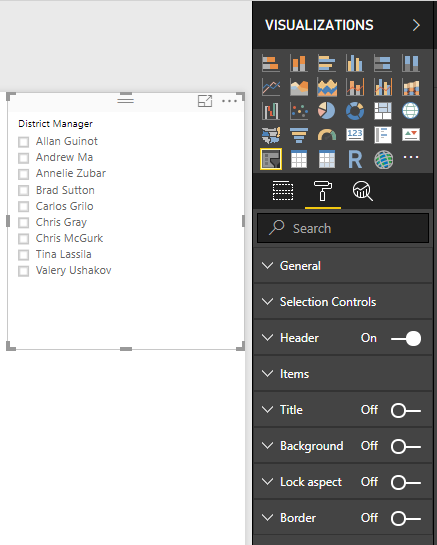 VISUALIZATIONS
District Manager
Allan Guinot
Andrew Ma
Annelie Zubar
Brad Sutton
Carlos Grilo
Chris Gray
Chris McGurk
Tina Lassila
Valery Ushakov
123
R
Search
General
Selection Controls
Header On
Items
Title Off
Background Off
Lock aspect Off
Border Off